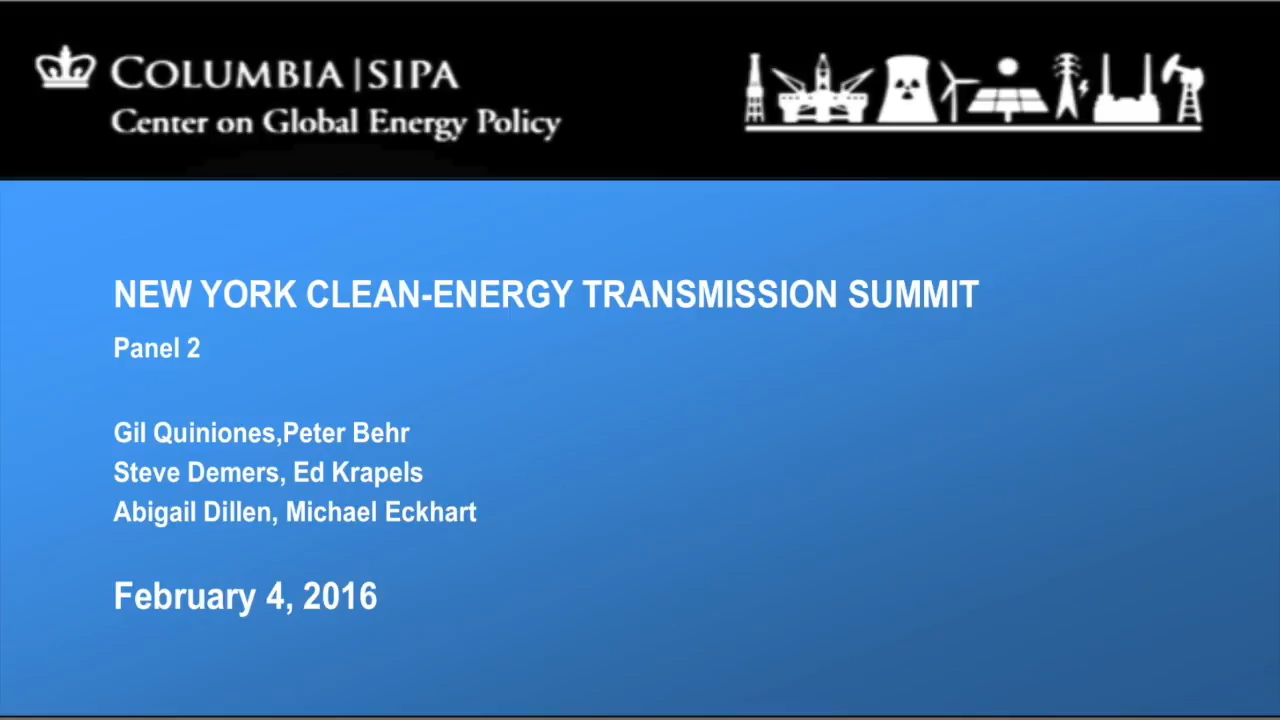 COLUMBIA|SIPA
Center on Global Energy Policy
NEW YORK CLEAN-ENERGY TRANSMISSION SUMMIT
Panel 2
Gil Quiniones,Peter Behr
Steve Demers, Ed Krapels
Abigail Dillen, Michael Eckhart
February 4, 2016